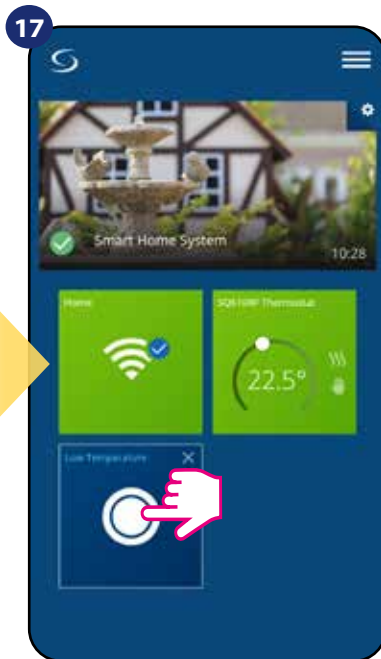 17
Smart Home System
10:28
Home
SQ610RF Thermostat
22.5°
Low Temperature